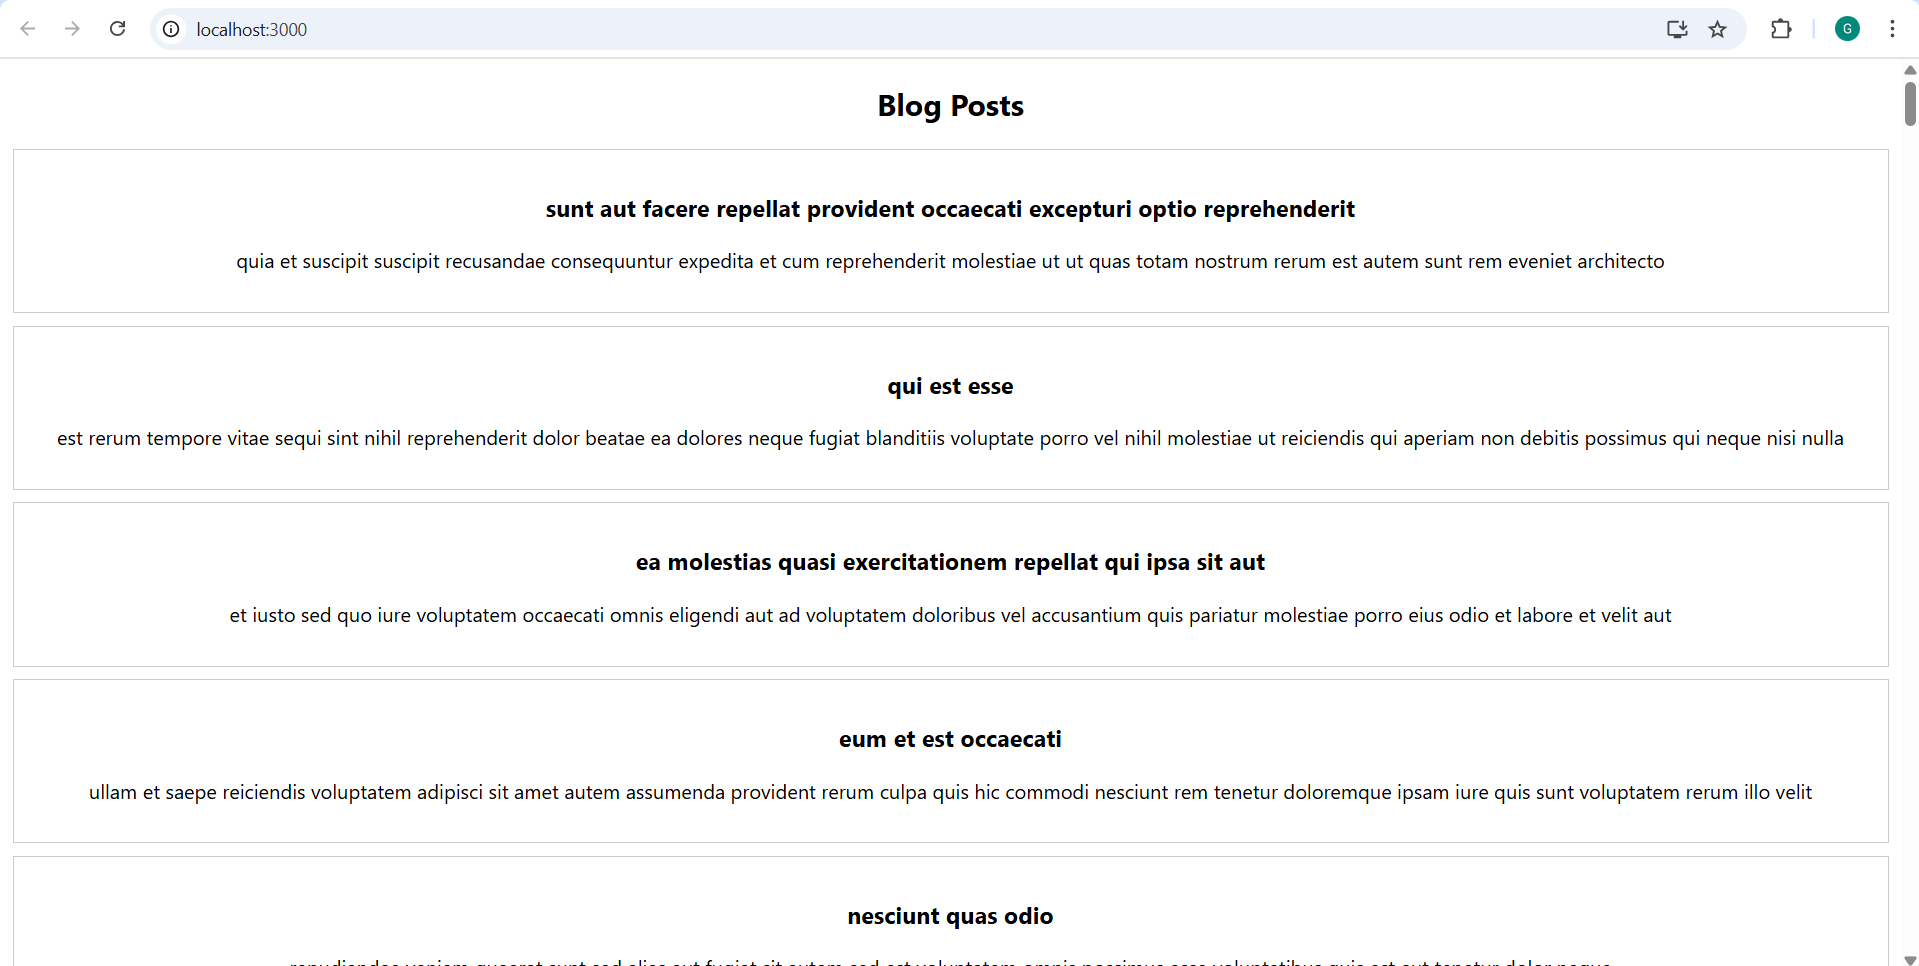 localhost:3000
G
Blog Posts
sunt aut facere repellat provident occaecati excepturi optio reprehenderit
quia et suscipit suscipit recusandae consequuntur expedita et cum reprehenderit molestiae ut ut quas totam nostrum rerum est autem sunt rem eveniet architecto
qui est esse
est rerum tempore vitae sequi sint nihil reprehenderit dolor beatae ea dolores neque fugiat blanditiis voluptate porro vel nihil molestiae ut reiciendis qui aperiam non debitis possimus qui neque nisi nulla
ea molestias quasi exercitationem repellat qui ipsa sit aut
et iusto sed quo iure voluptatem occaecati omnis eligendi aut ad voluptatem doloribus vel accusantium quis pariatur molestiae porro eius odio et labore et velit aut
eum et est occaecati
ullam et saepe reiciendis voluptatem adipisci sit amet autem assumenda provident rerum culpa quis hic commodi nesciunt rem tenetur doloremque ipsam iure quis sunt voluptatem rerum illo velit
nesciunt quas odio